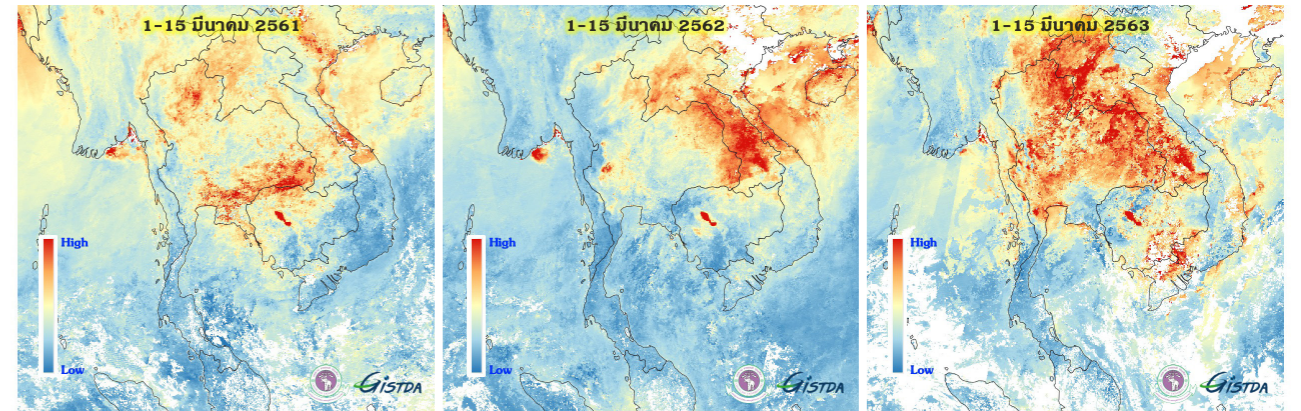 1-15 มีนาคม 2561
High
Low
GISTDA
1-15 มีนาคม 2562
High
Low
GISTDA
1-15 มีนาคม 2563
High
Low
GISTDA